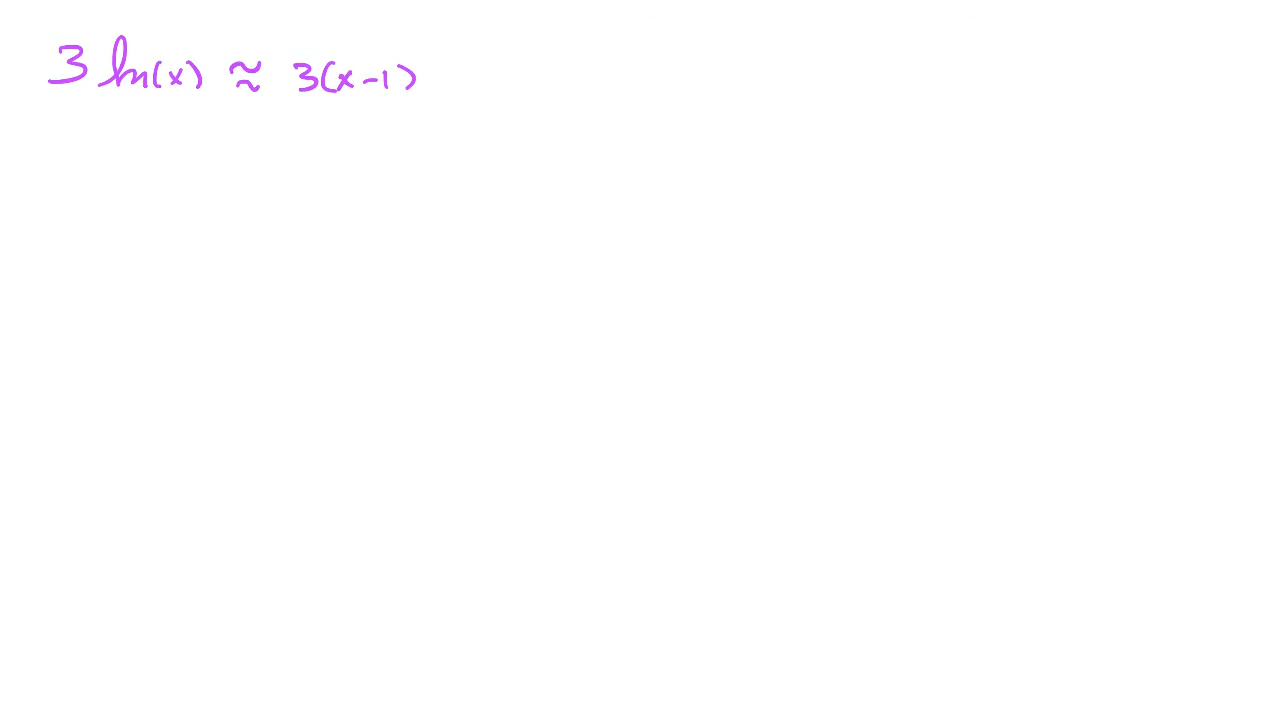 3 ln(x) ≈ 3(x-1)